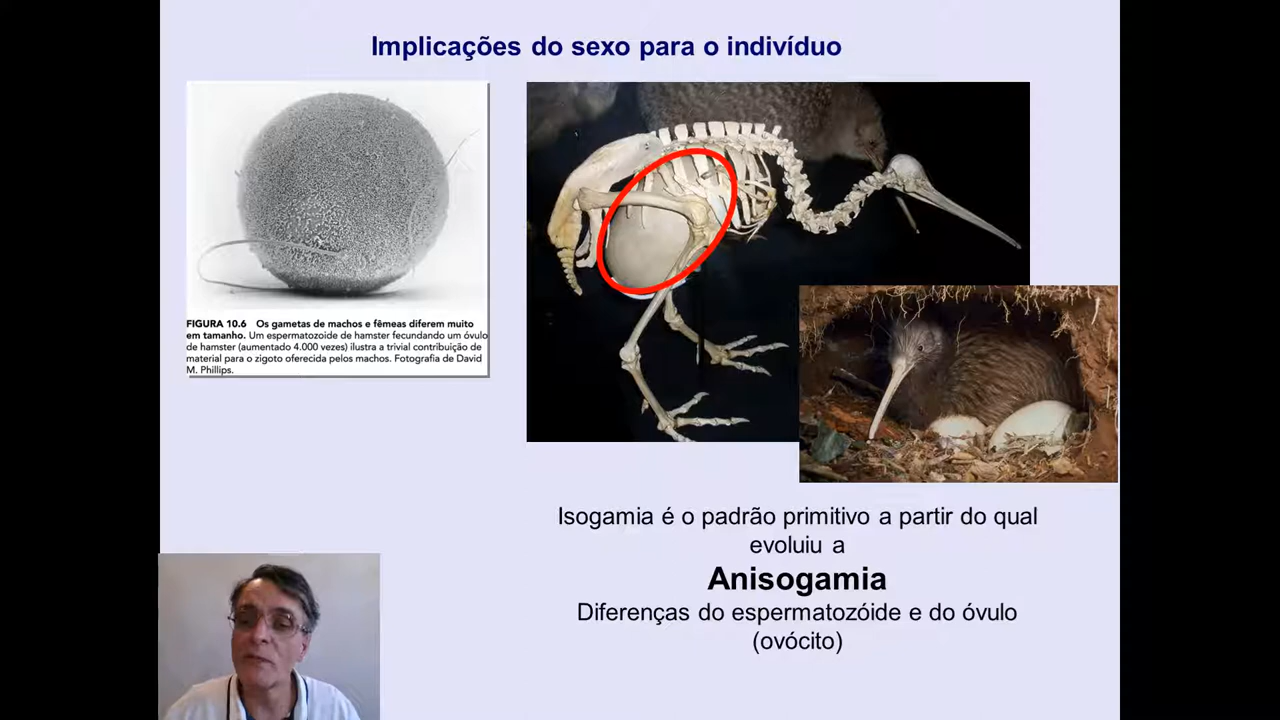 Implicações do sexo para o indivíduo
FIGURA 10.6 Os gametas de machos e fêmeas diferem muito
em tamanho. Um espermatozoide de hamster fecundando um óvulo
de hamster (aumentado 4.000 vezes) ilustra a trivial contribuição de
material para o zigoto oferecida pelos machos. Fotografia de David
M. Phillips.
Isogamia é o padrão primitivo a partir do qual
evoluiu a
Anisogamia
Diferenças do espermatozóide e do óvulo
(ovócito)